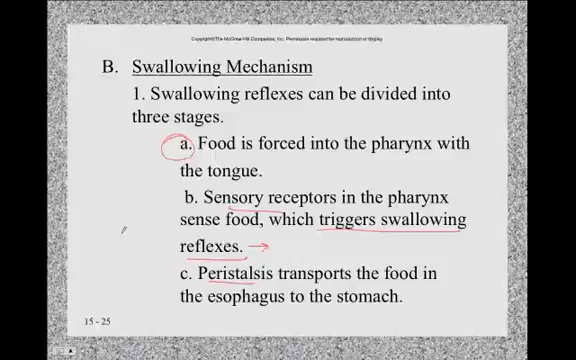 Copyright©The McGraw-Hill Companies, Inc. Permission required for reproduction or display
B. Swallowing Mechanism
1. Swallowing reflexes can be divided into
three stages.
a. Food is forced into the pharynx with
the tongue.
b. Sensory receptors in the pharynx
sense food, which triggers swallowing
reflexes.
c. Peristalsis transports the food in
the esophagus to the stomach.
15 - 25